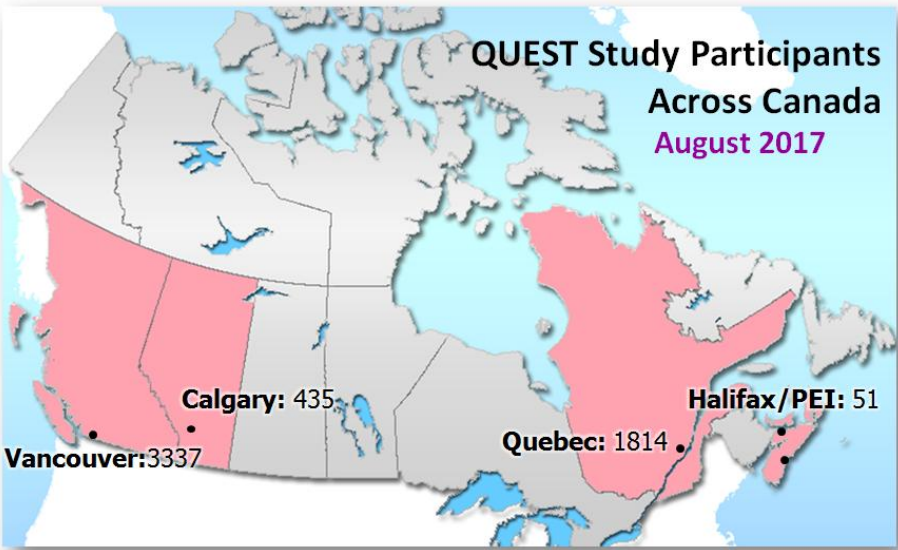 QUEST Study Participants
Across Canada
August 2017
Calgary: 435
Halifax/PEI: 51
Quebec: 1814
Vancouver:3337